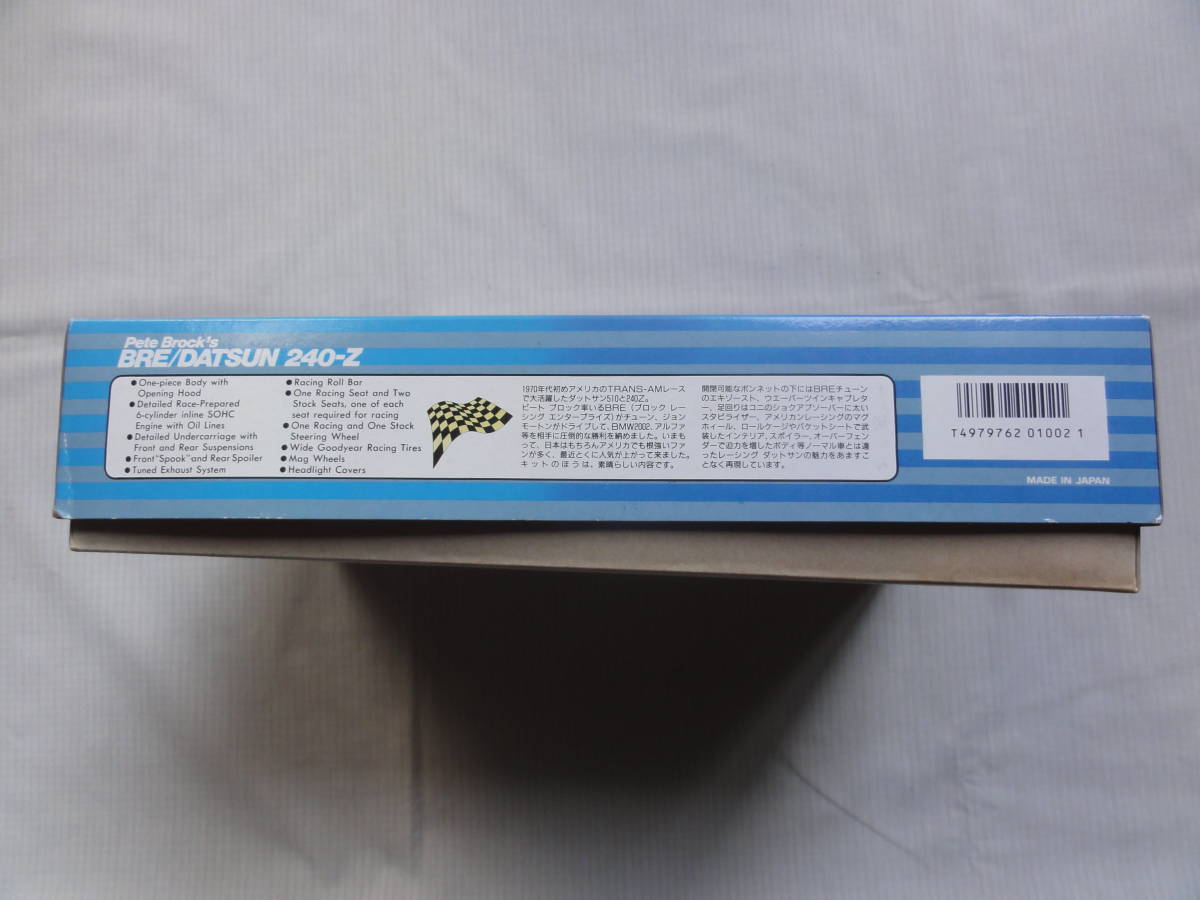 Pete Brock's
BRE/DATSUN 240-Z
● One-piece Body with
Opening Hood
● Detailed Race-Prepared
6-cylinder inline SOHC
Engine with Oil Lines
● Detailed Undercarriage with
Front and Rear Suspensions
● Front "Spook" and Rear Spoiler
● Tuned Exhaust System
● Racing Roll Bar
● One Racing Seat and Two
Stock Seats, one of each
seat required for racing
● One Racing and One Stock
Steering Wheel
● Wide Goodyear Racing Tires
● Mag Wheels
● Headlight Covers
1970年代初めアメリカのTRANS-AMレース
で大活躍したダットサン510と240Z。
ピート ブロック率いるBRE（ブロック レー
シング エンタープライズ）がチューン、ジョン
モートンがドライブして、BMW2002、アルファ
等を相手に圧倒的な勝利を納めました。いまも
って、日本はもちろんアメリカでも根強いファ
ンが多く、最近とくに人気が上がって来ました。
キットのほうは、素晴らしい内容です。
開閉可能なボンネットの下にはBREチューン
のエキゾースト、ウエーバーツインキャブレタ
ー、足回りはコニのショクアブソーバーに太い
スタビライザー、アメリカンレーシングのマグ
ホィール、ロールケージやバケットシートで武
装したインテリア、スポイラー、オーバーフェン
ダーで迫力を増したボディ等ノーマル車とは違
ったレーシング ダットサンの魅力をあますこ
となく再現しています。
T4979762 01002 1
MADE IN JAPAN